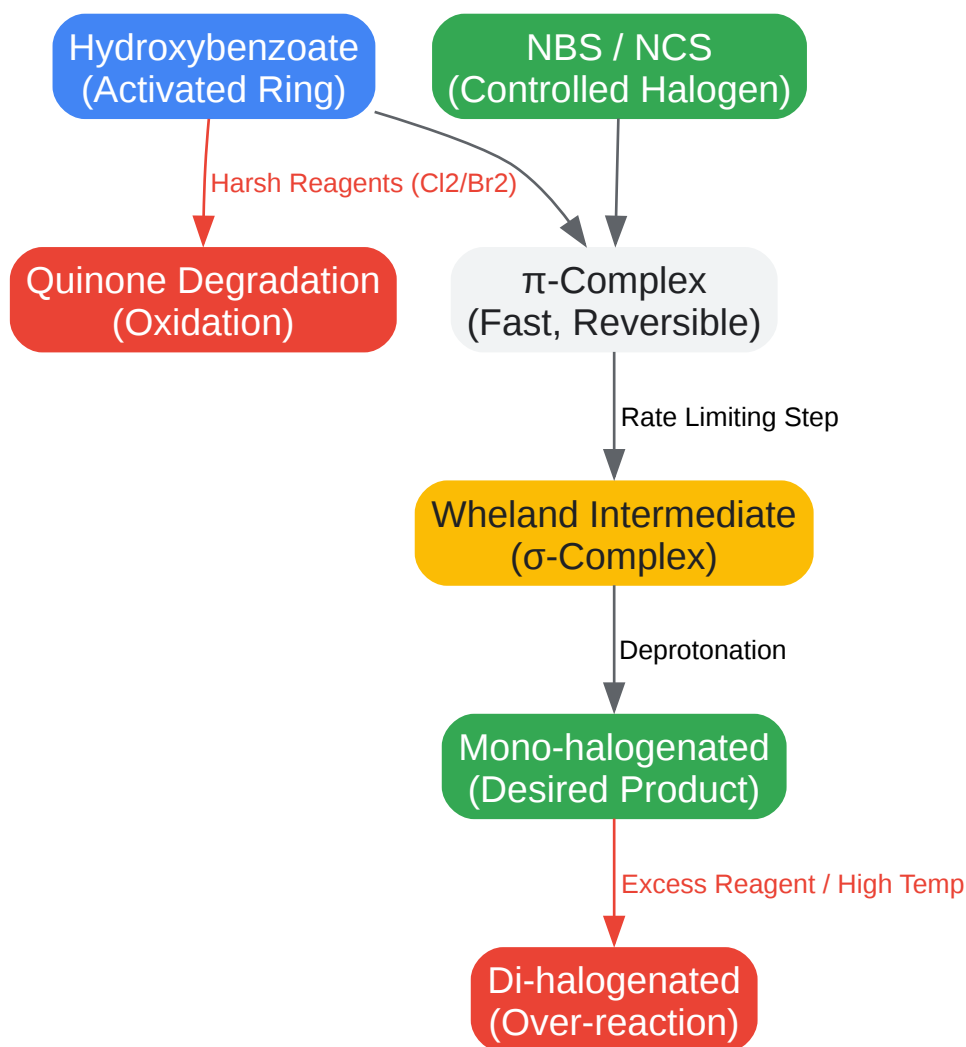 Hydroxybenzoate
(Activated Ring)
NBS / NCS
(Controlled Halogen)
Harsh Reagents (Cl2/Br2)
Quinone Degradation
(Oxidation)
π-Complex
(Fast, Reversible)
Rate Limiting Step
Wheland Intermediate
(σ-Complex)
Deprotonation
Mono-halogenated
(Desired Product)
Excess Reagent / High Temp
Di-halogenated
(Over-reaction)